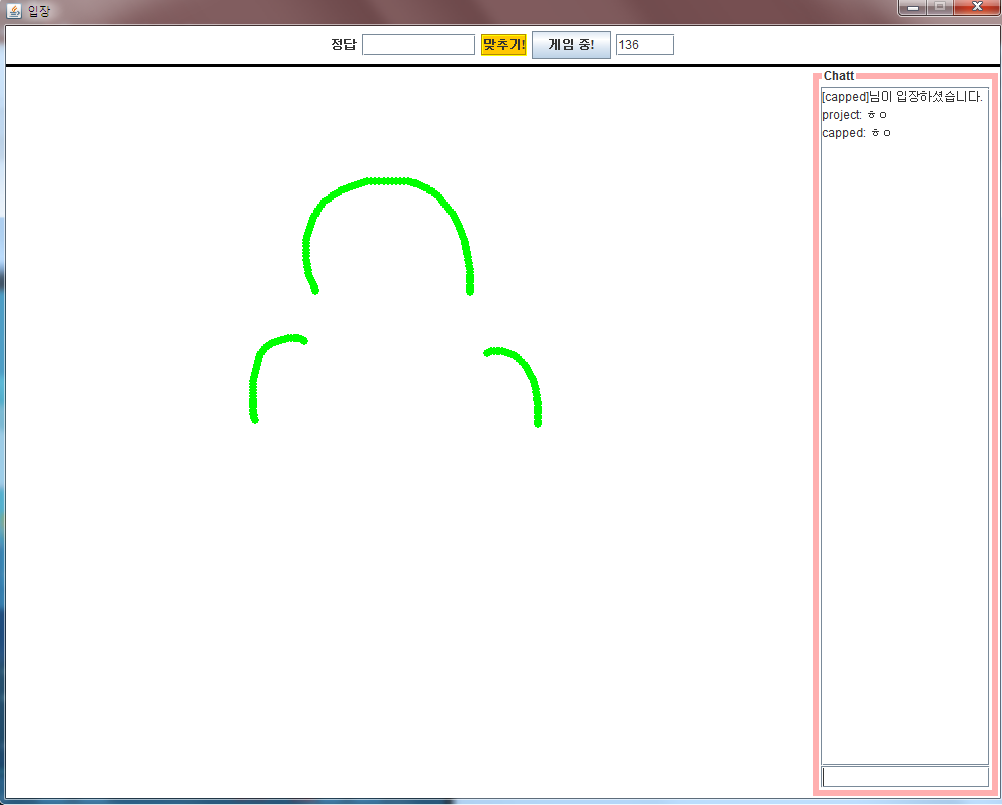 입장
정답 맞추기! 게임 중! 136
Chatt
[capped]님이 입장하셨습니다.
project: ㅎㅇ
capped: ㅎㅇ